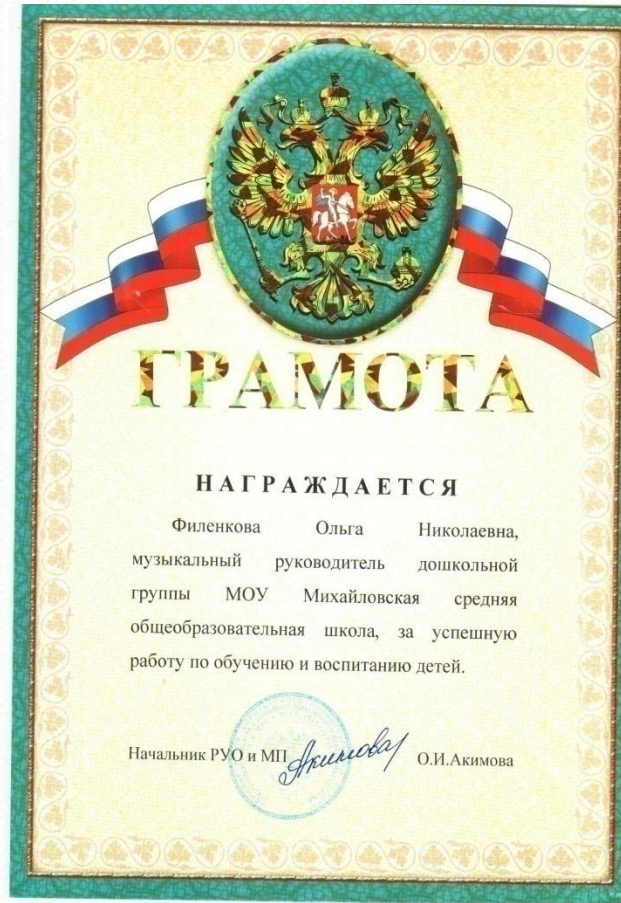 ГРАМОТА
НАГРАЖДАЕТСЯ
Филенкова Ольга Николаевна,
музыкальный руководитель дошкольной
группы МОУ Михайловская средняя
общеобразовательная школа, за успешную
работу по обучению и воспитанию детей.
Начальник РУО и МП Акимова О.И.Акимова